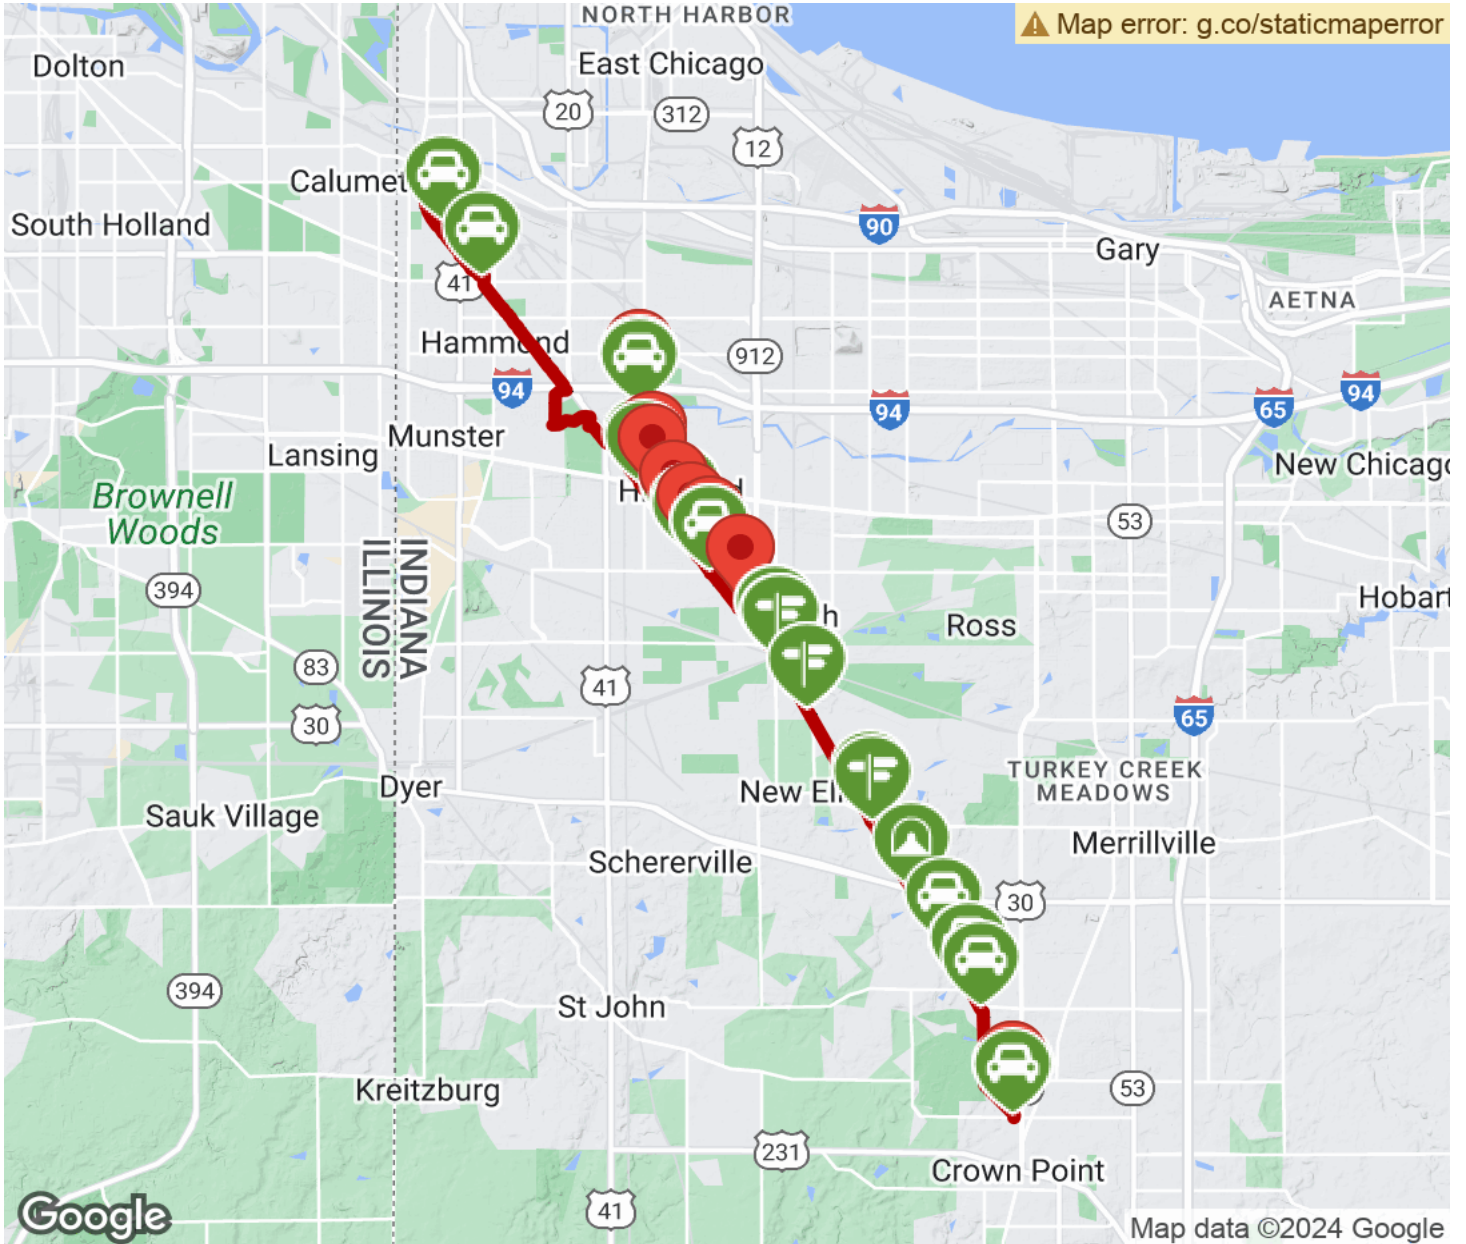 NORTH HARBOR
Map error: g.co/staticmaperror
Dolton
East Chicago
20
312
12
Calumet
South Holland
90
Gary
41
AETNA
Hammond
912
94
94
65
94
Munster
Lansing
New Chicago
Brownell
Woods
53
INDIANA
ILLINOIS
394
Hobart
Ross
83
41
30
65
TURKEY CREEK
MEADOWS
Dyer
Sauk Village
Merrillville
Schererville
30
394
St John
Kreitzburg
53
231
Crown Point
41
Google
Map data ©2024 Google